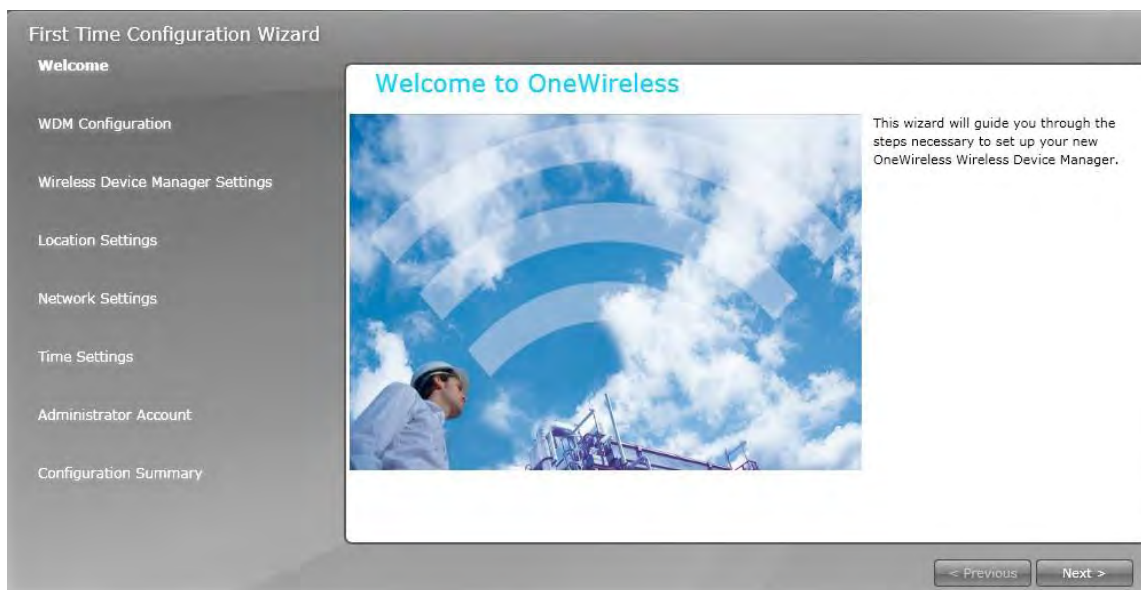 First Time Configuration Wizard
Welcome
WDM Configuration
Wireless Device Manager Settings
Location Settings
Network Settings
Time Settings
Administrator Account
Configuration Summary
Welcome to OneWireless
This wizard will guide you through the
steps necessary to set up your new
OneWireless Wireless Device Manager.
< Previous
Next >